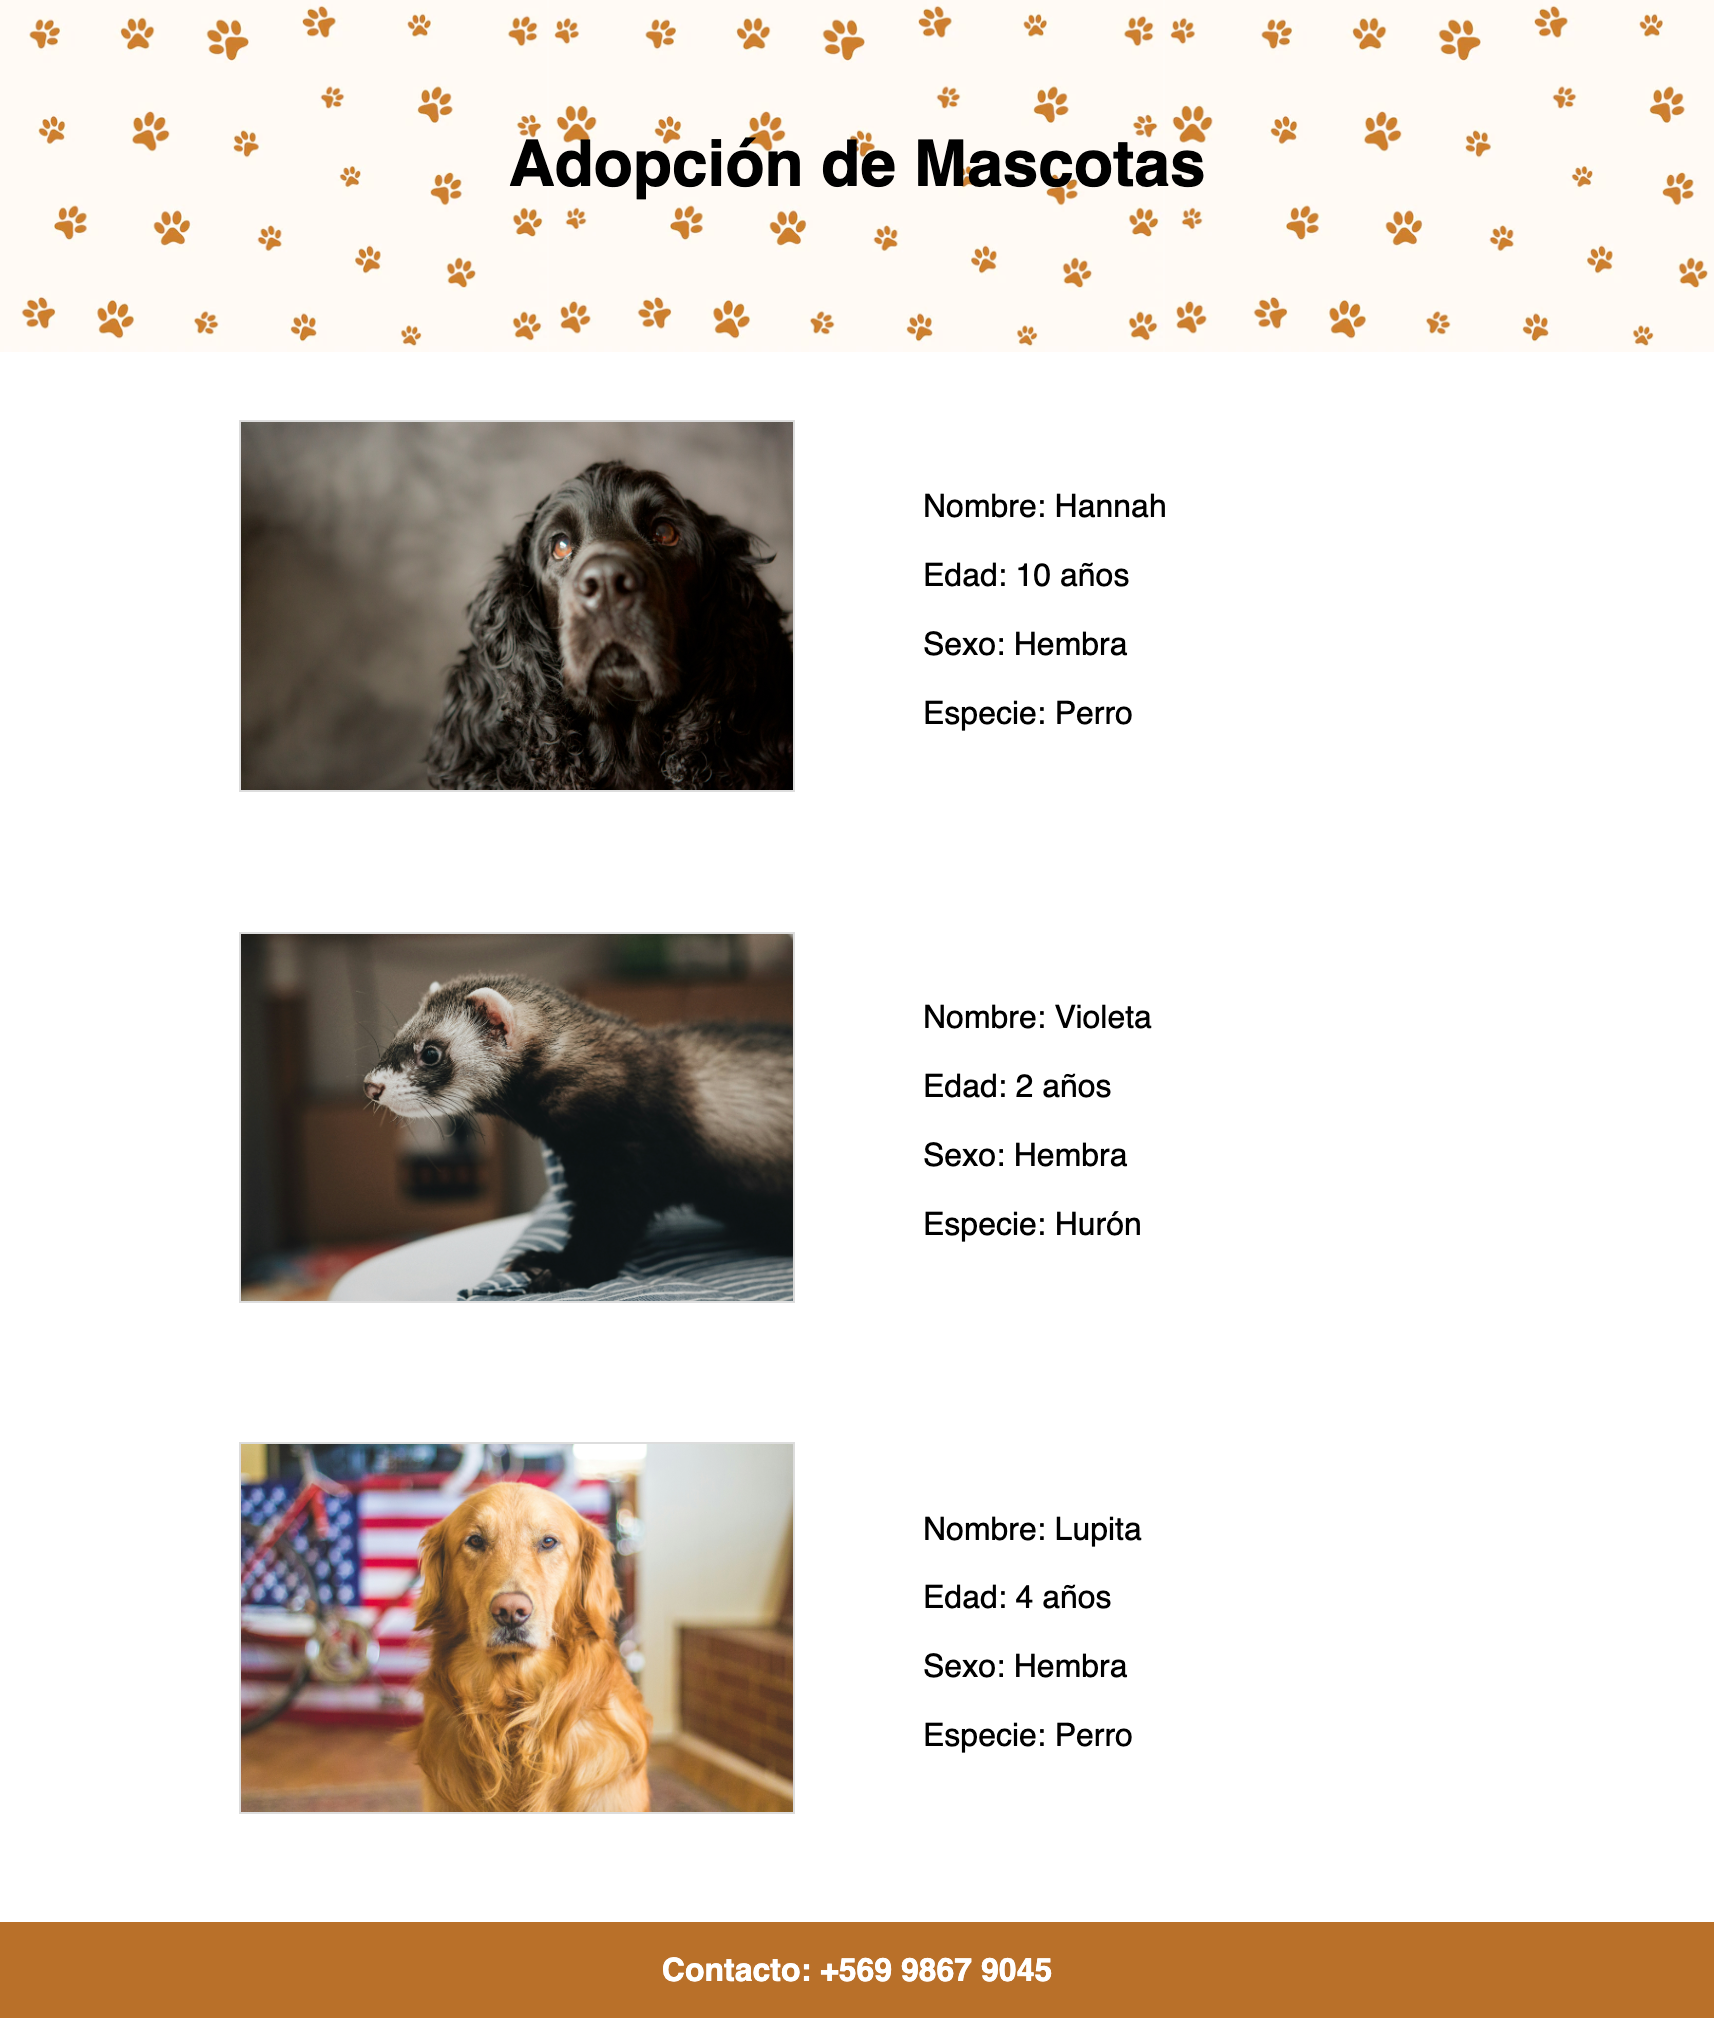 Adopción de Mascotas
Nombre: Hannah
Edad: 10 años
Sexo: Hembra
Especie: Perro
Nombre: Violeta
Edad: 2 años
Sexo: Hembra
Especie: Hurón
Nombre: Lupita
Edad: 4 años
Sexo: Hembra
Especie: Perro
Contacto: +569 9867 9045